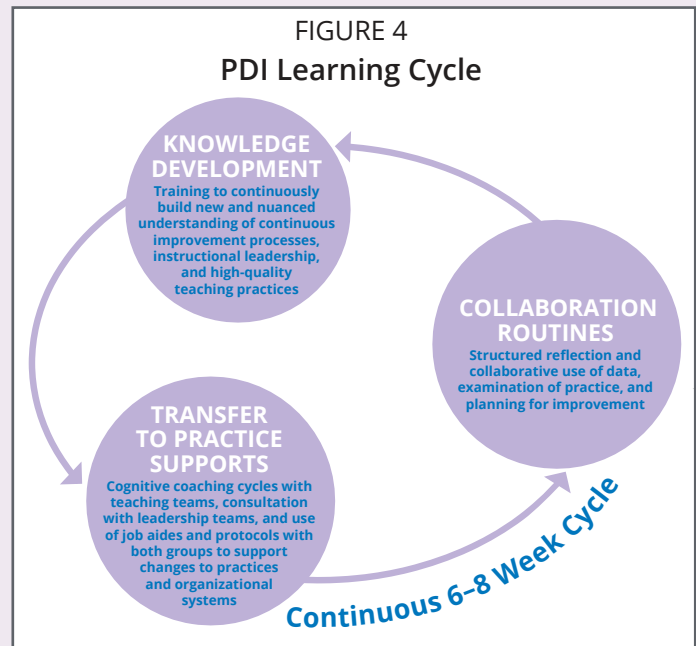 FIGURE 4
PDI Learning Cycle
KNOWLEDGE
DEVELOPMENT
Training to continuously
build new and nuanced
understanding of continuous
improvement processes,
instructional leadership,
and high-quality
teaching practices
COLLABORATION
ROUTINES
Structured reflection and
collaborative use of data,
examination of practice, and
planning for improvement
TRANSFER
TO PRACTICE
SUPPORTS
Cognitive coaching cycles with
teaching teams, consultation
with leadership teams, and use
of job aides and protocols with
both groups to support
changes to practices
and organizational
systems
Continuous 6–8 Week Cycle